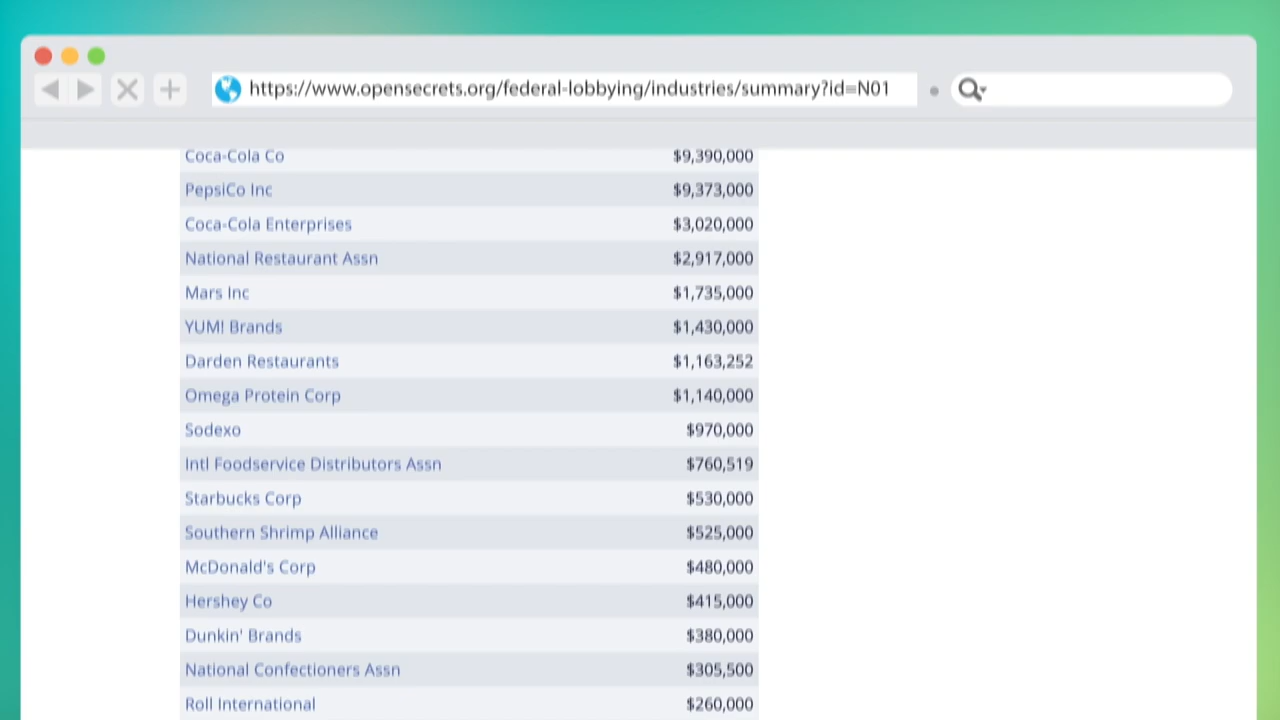 https://www.opensecrets.org/federal-lobbying/industries/summary?id=N01
Coca-Cola Co $9,390,000
PepsiCo Inc $9,373,000
Coca-Cola Enterprises $3,020,000
National Restaurant Assn $2,917,000
Mars Inc $1,735,000
YUM! Brands $1,430,000
Darden Restaurants $1,163,252
Omega Protein Corp $1,140,000
Sodexo $970,000
Intl Foodservice Distributors Assn $760,519
Starbucks Corp $530,000
Southern Shrimp Alliance $525,000
McDonald's Corp $480,000
Hershey Co $415,000
Dunkin' Brands $380,000
National Confectioners Assn $305,500
Roll International $260,000